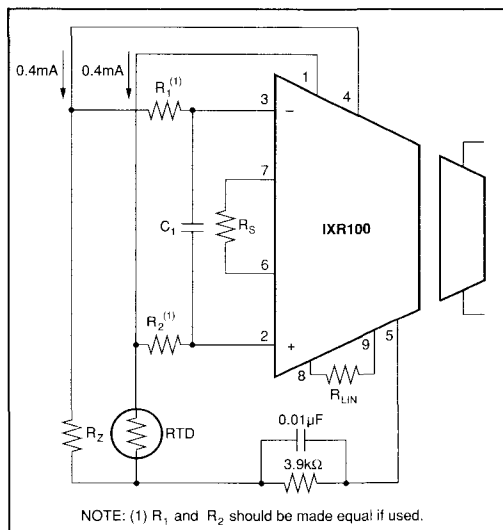 0.4mA
0.4mA
1
4
R1(1)
3
−
7
C1
RS
IXR100
6
R2(1)
2
+
5
9
8
RLIN
0.01µF
RZ
RTD
3.9kΩ
NOTE: (1) R1 and R2 should be made equal if used.